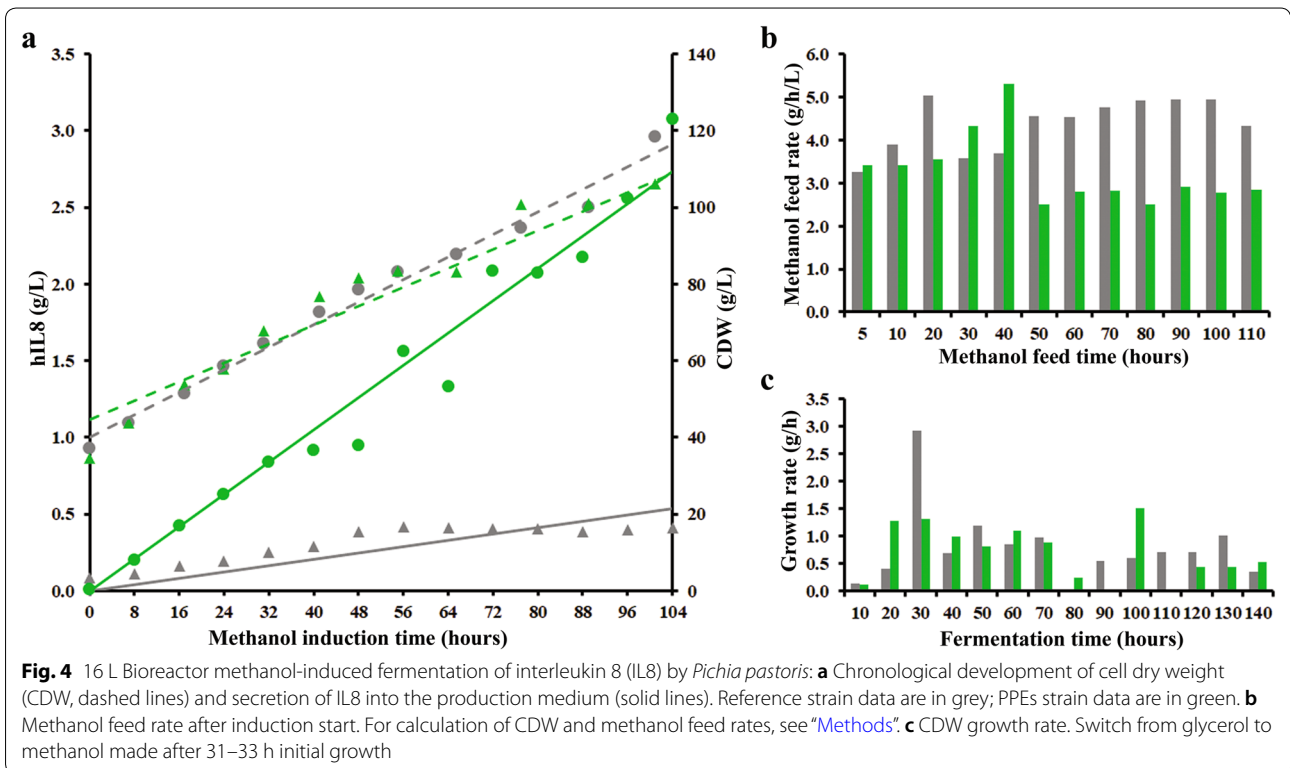 a
3.5
3.0
2.5
2.0
1.5
1.0
0.5
0.0
hIL8 (g/L)
140
120
100
80
60
40
20
0
CDW (g/L)
0 8 16 24 32 40 48 56 64 72 80 88 96 104
Methanol induction time (hours)
b
6.0
5.0
4.0
3.0
2.0
1.0
0.0
Methanol feed rate (g/h/L)
5 10 20 30 40 50 60 70 80 90 100 110
Methanol feed time (hours)
c
3.5
3.0
2.5
2.0
1.5
1.0
0.5
0.0
Growth rate (g/h)
10 20 30 40 50 60 70 80 90 100 110 120 130 140
Fermentation time (hours)
Fig. 4 16 L Bioreactor methanol-induced fermentation of interleukin 8 (IL8) by Pichia pastoris: a Chronological development of cell dry weight
(CDW, dashed lines) and secretion of IL8 into the production medium (solid lines). Reference strain data are in grey; PPEs strain data are in green. b
Methanol feed rate after induction start. For calculation of CDW and methanol feed rates, see “Methods”. c CDW growth rate. Switch from glycerol to
methanol made after 31–33 h initial growth